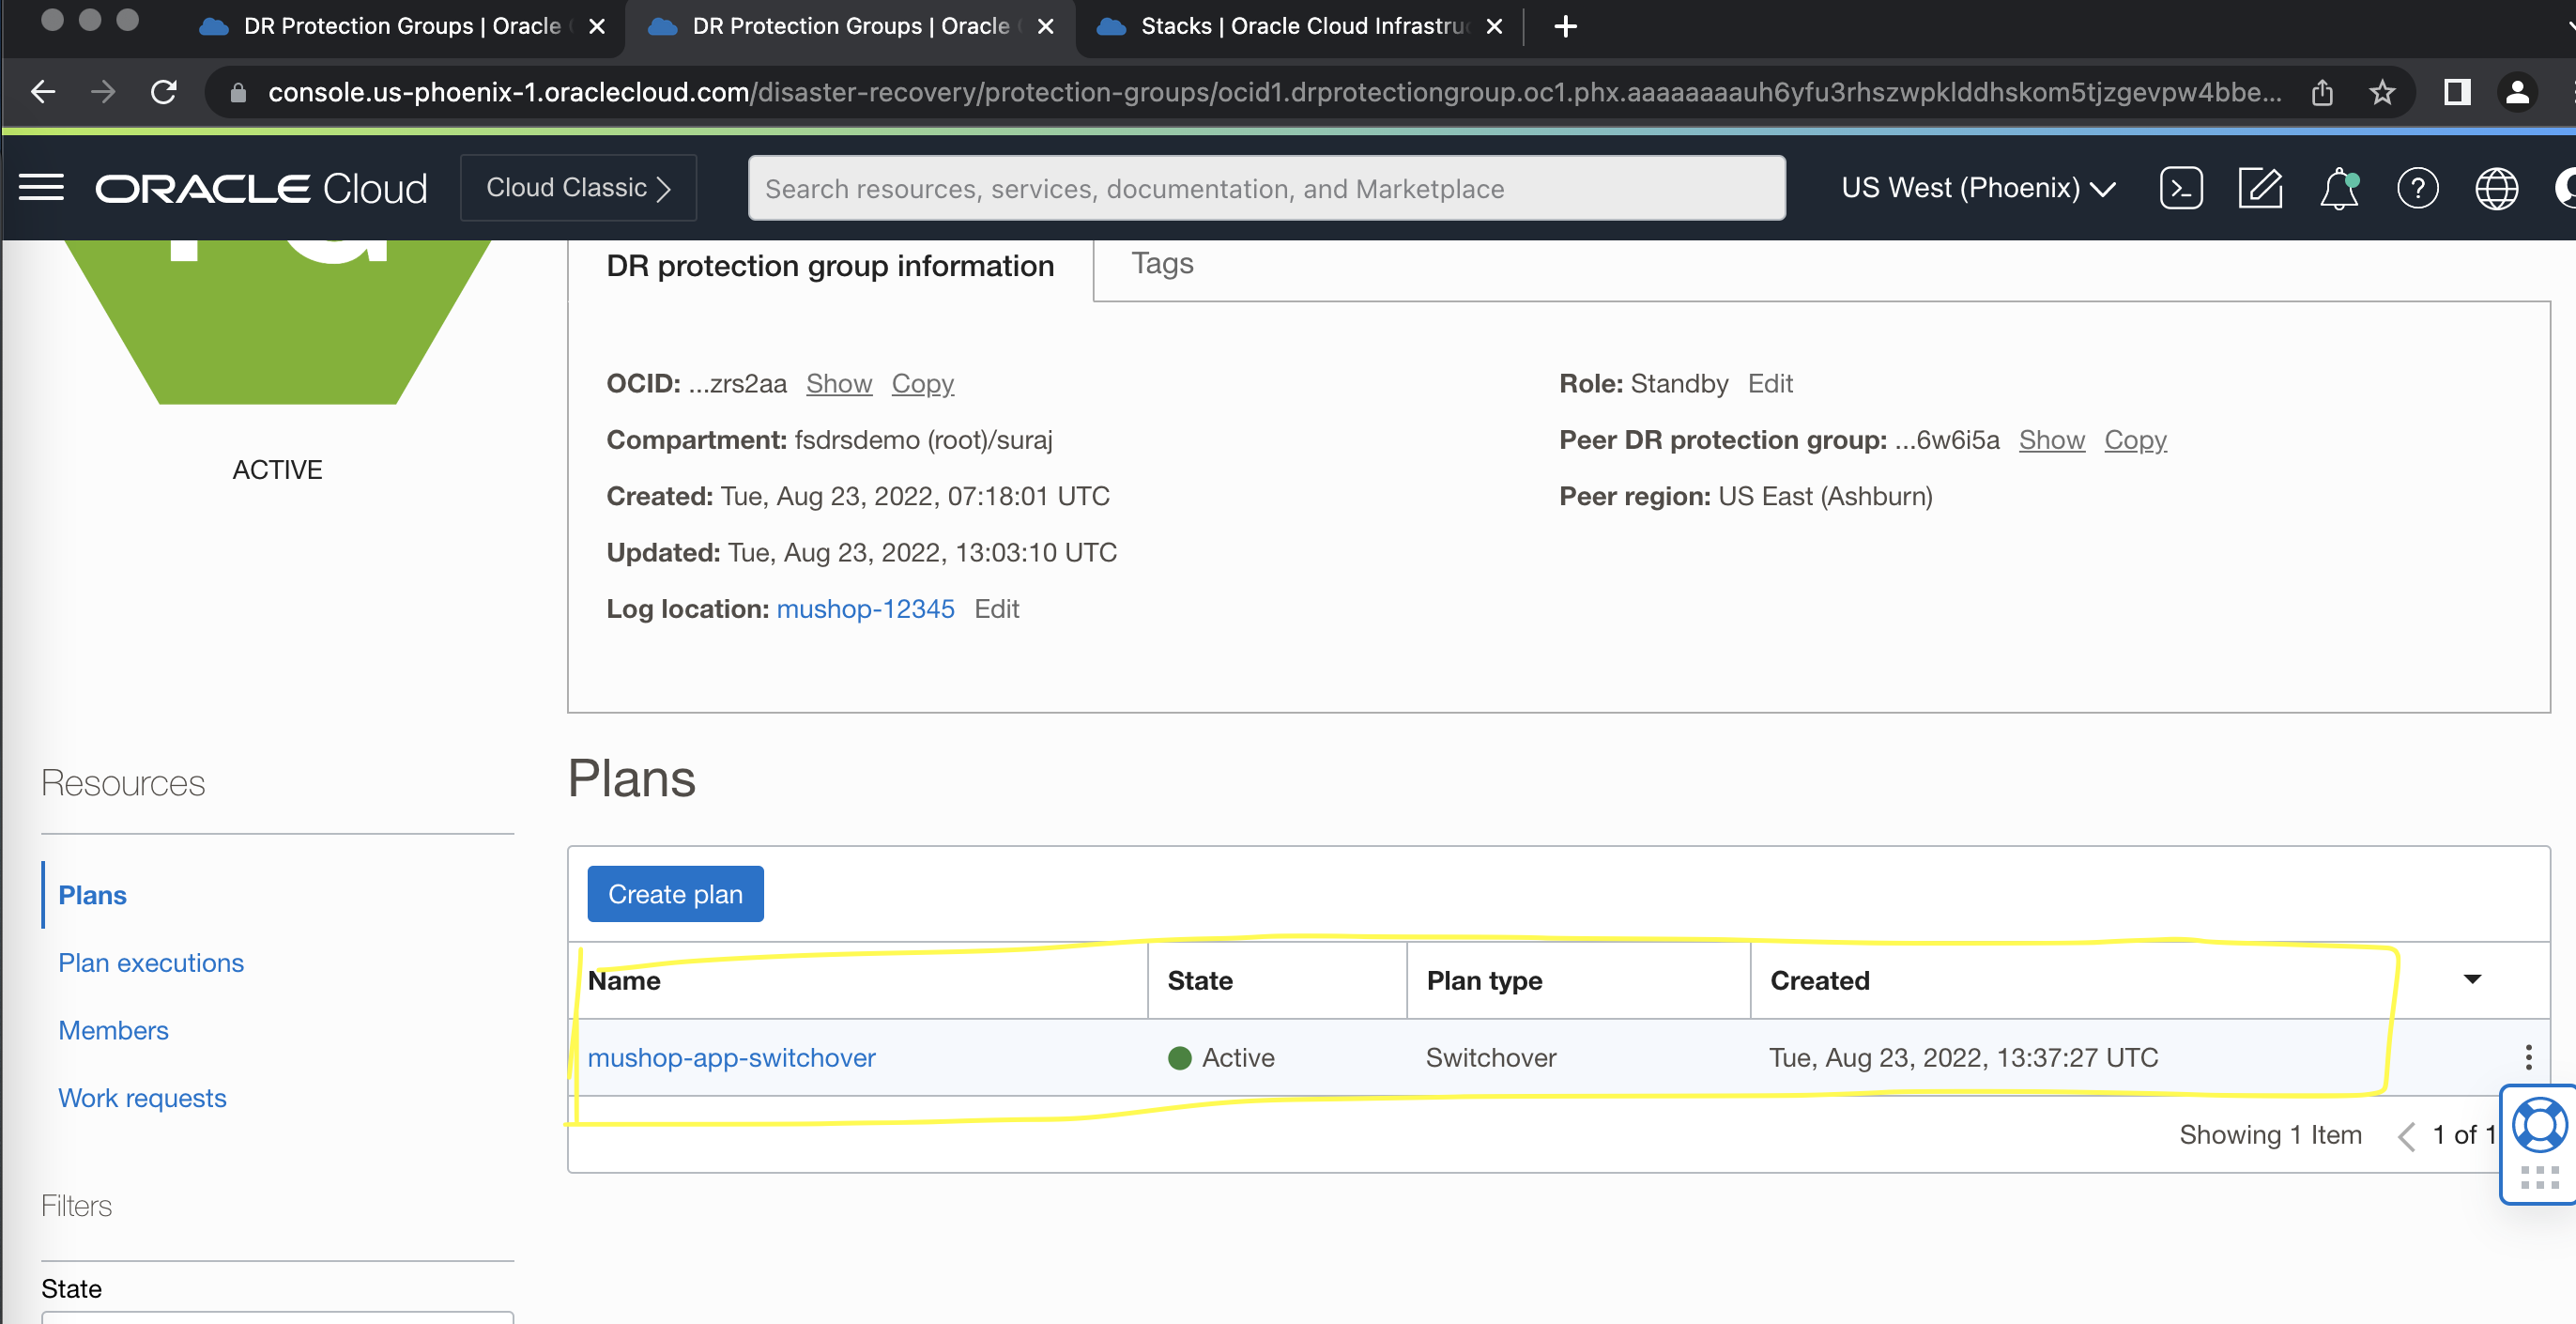 DR Protection Groups | Oracle
DR Protection Groups | Oracle
Stacks | Oracle Cloud Infrastru
console.us-phoenix-1.oraclecloud.com/disaster-recovery/protection-groups/ocid1.drprotectiongroup.oc1.phx.aaaaaaaauh6yfu3rhszwpklddhskom5tjzgevpw4bbe...
ORACLE Cloud
Cloud Classic
Search resources, services, documentation, and Marketplace
US West (Phoenix)
DR protection group information
Tags
ACTIVE
OCID: ...zrs2aa Show Copy
Compartment: fsdrsdemo (root)/suraj
Created: Tue, Aug 23, 2022, 07:18:01 UTC
Updated: Tue, Aug 23, 2022, 13:03:10 UTC
Log location: mushop-12345 Edit
Role: Standby Edit
Peer DR protection group: ...6w6i5a Show Copy
Peer region: US East (Ashburn)
Resources
Plans
Plan executions
Members
Work requests
Filters
State
Plans
Create plan
Name State Plan type Created
mushop-app-switchover Active Switchover Tue, Aug 23, 2022, 13:37:27 UTC
Showing 1 Item 1 of 1